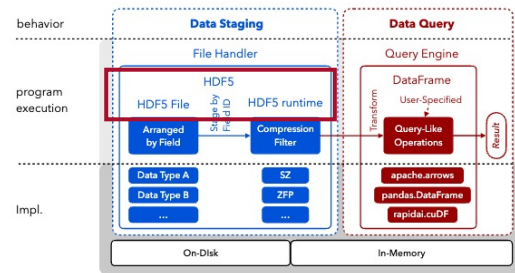 behavior
Data Staging
Data Query
File Handler
Query Engine
HDF5
DataFrame
program
execution
HDF5 File
Stage by
Field ID
HDF5 runtime
Transform
User-Specified
Arranged
by Field
Compression
Filter
Query-Like
Operations
Result
Impl.
Data Type A
SZ
apache.arrows
Data Type B
ZFP
pandas.DataFrame
...
...
rapidai.cuDF
On-DIsk
In-Memory